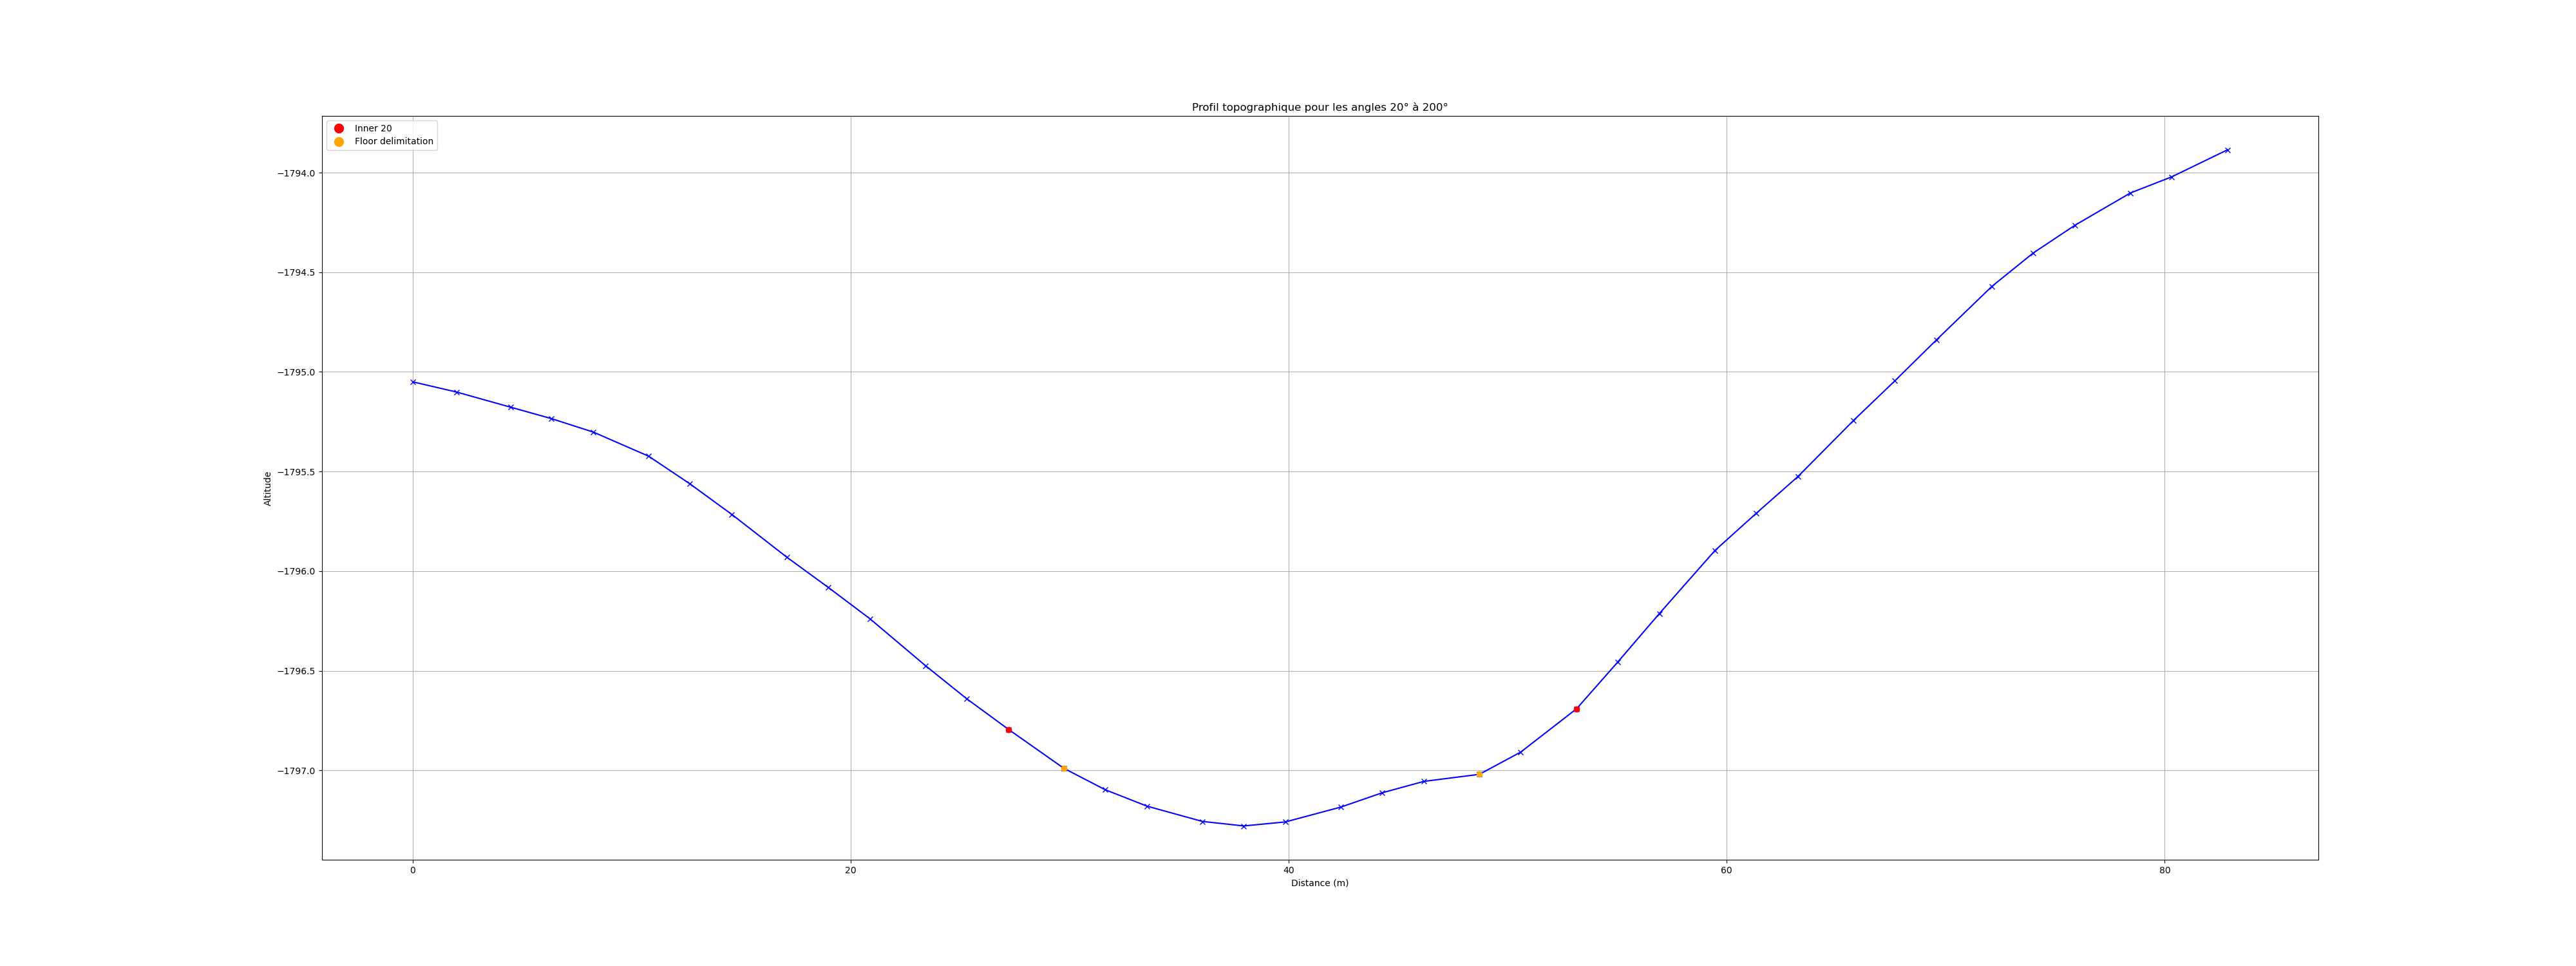 Profil topographique pour les angles 20° à 200°
Inner 20
Floor delimitation
−1794.0
−1794.5
−1795.0
−1795.5
−1796.0
−1796.5
−1797.0
Altitude
0 20 40 60 80
Distance (m)